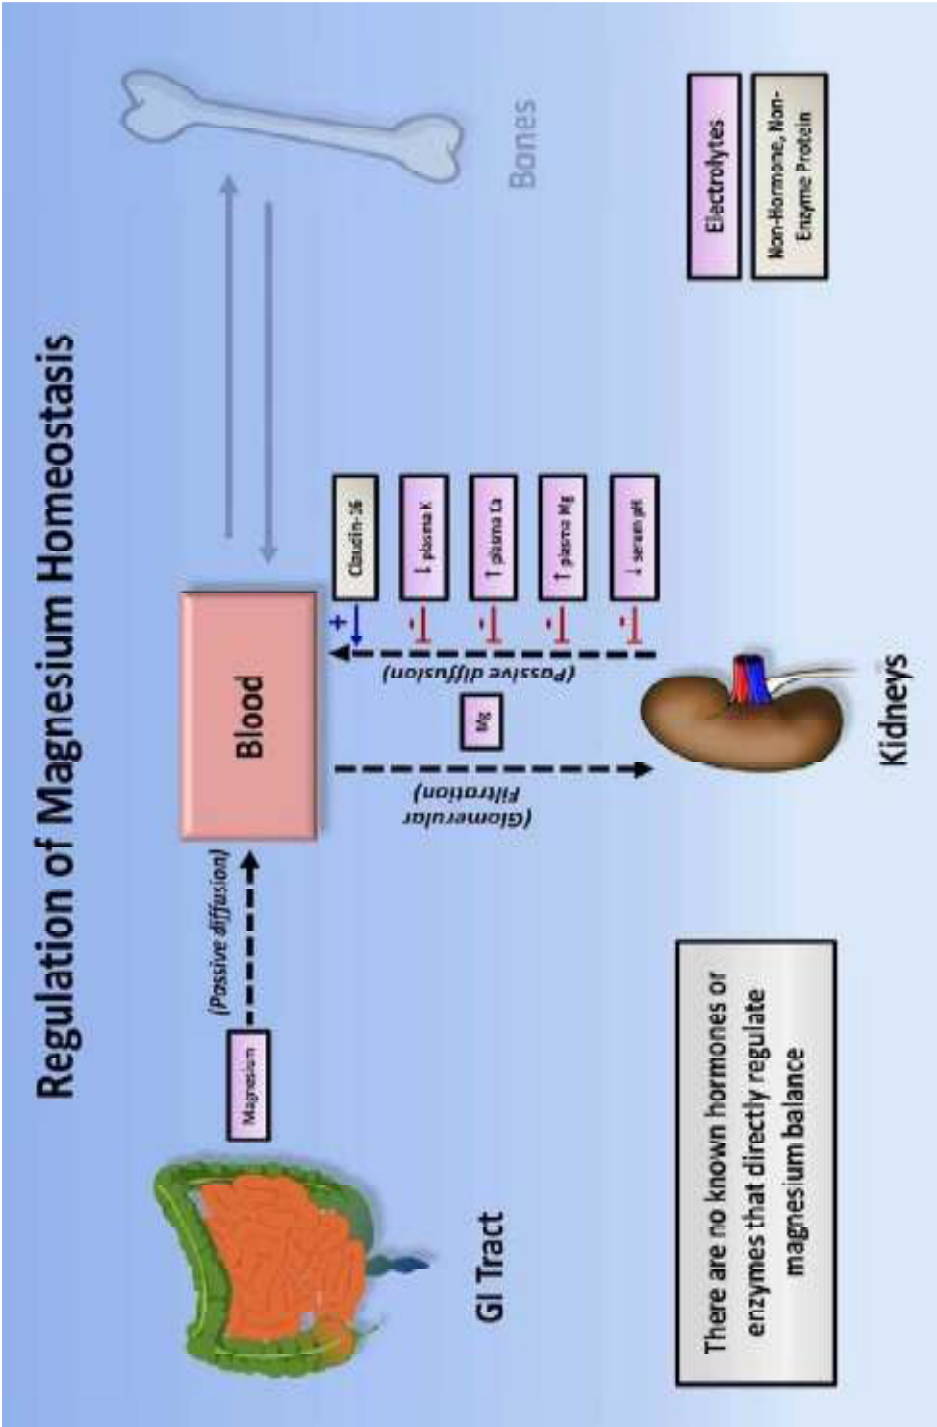 Regulation of Magnesium Homeostasis
Magnesium
(Passive diffusion)
Blood
GI Tract
Bones
(Glomerular
Filtration)
Mg
(Passive diffusion)
+
Claudin-16
-
↓ plasma K
-
↑ plasma Ca
-
↑ plasma Mg
-
↓ serum pH
Kidneys
There are no known hormones or
enzymes that directly regulate
magnesium balance
Electrolytes
Non-Hormone, Non-
Enzyme Protein